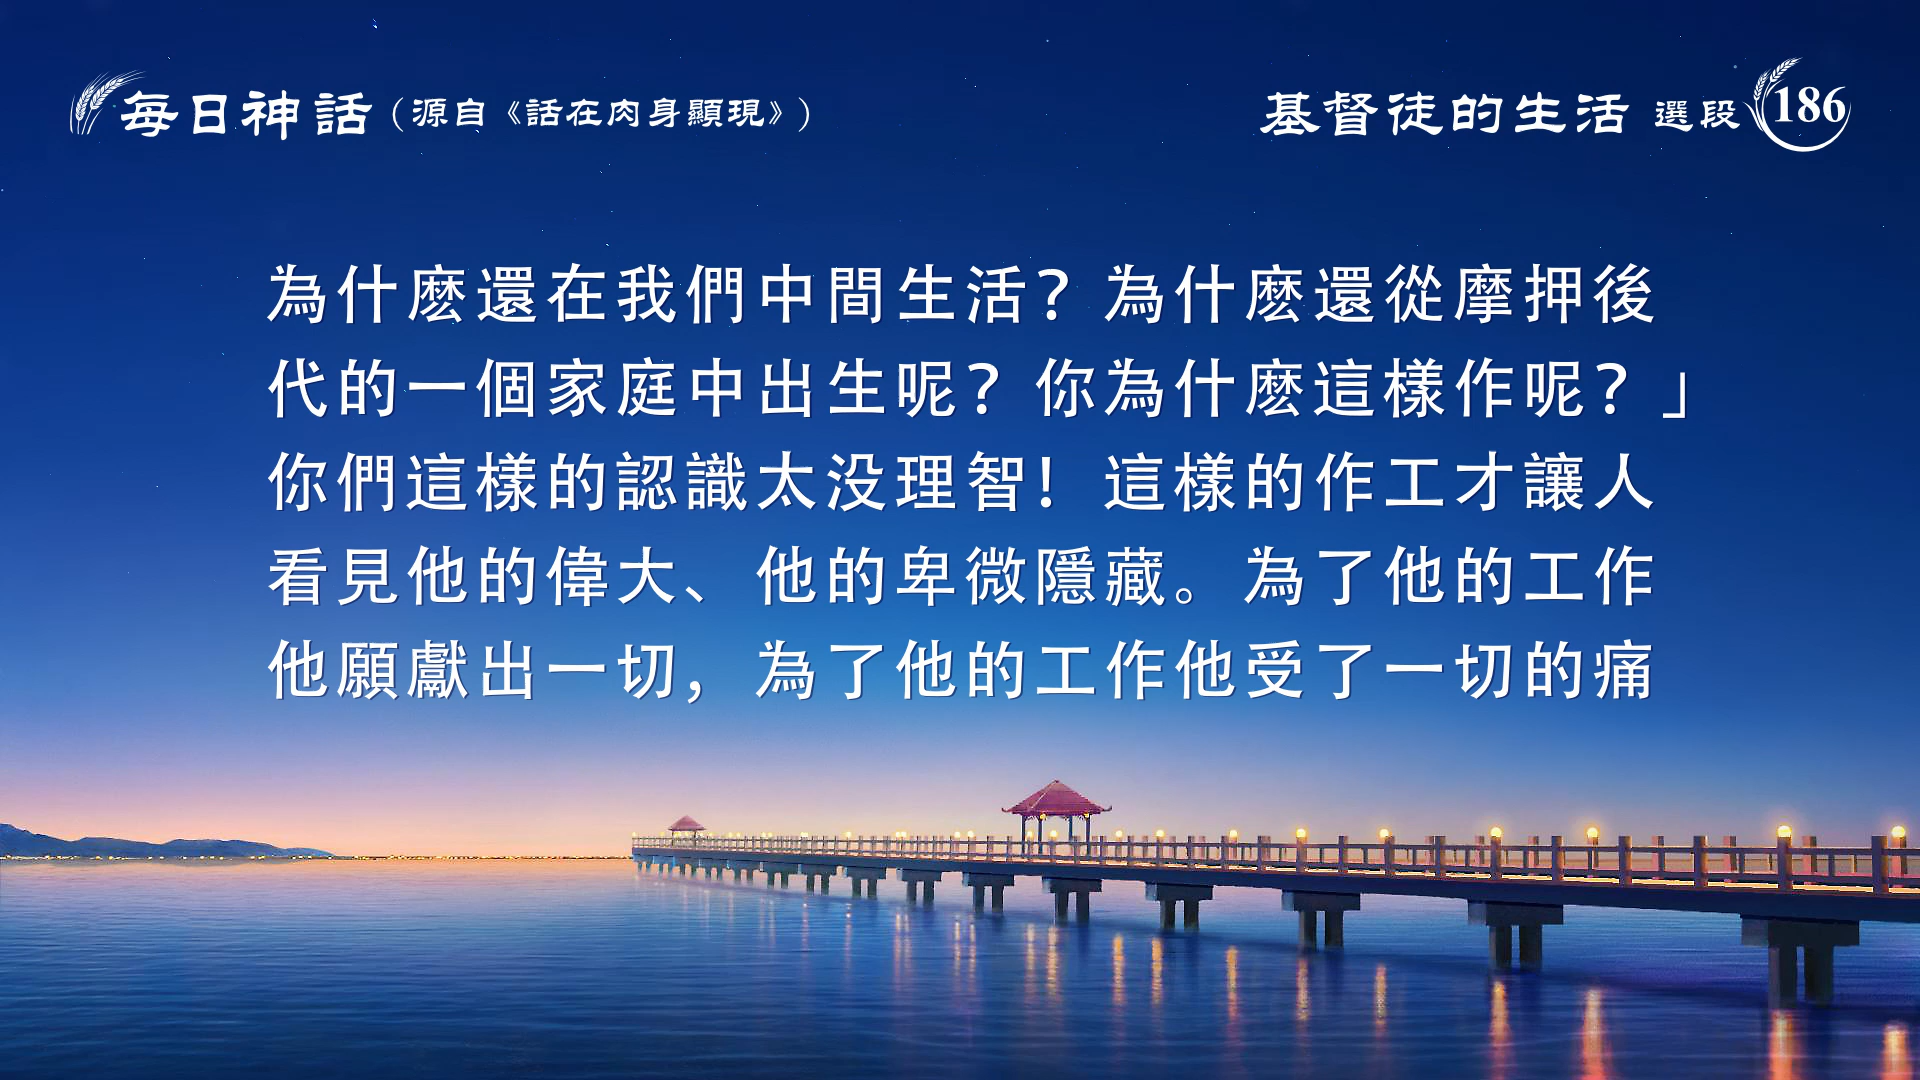 每日神話（源自《話在肉身顯現》）
基督徒的生活 選段 186
為什麽還在我們中間生活？為什麽還從摩押後
代的一個家庭中出生呢？你為什麽這樣作呢？」
你們這樣的認識太没理智！這樣的作工才讓人
看見他的偉大、他的卑微隱藏。為了他的工作
他願獻出一切，為了他的工作他受了一切的痛